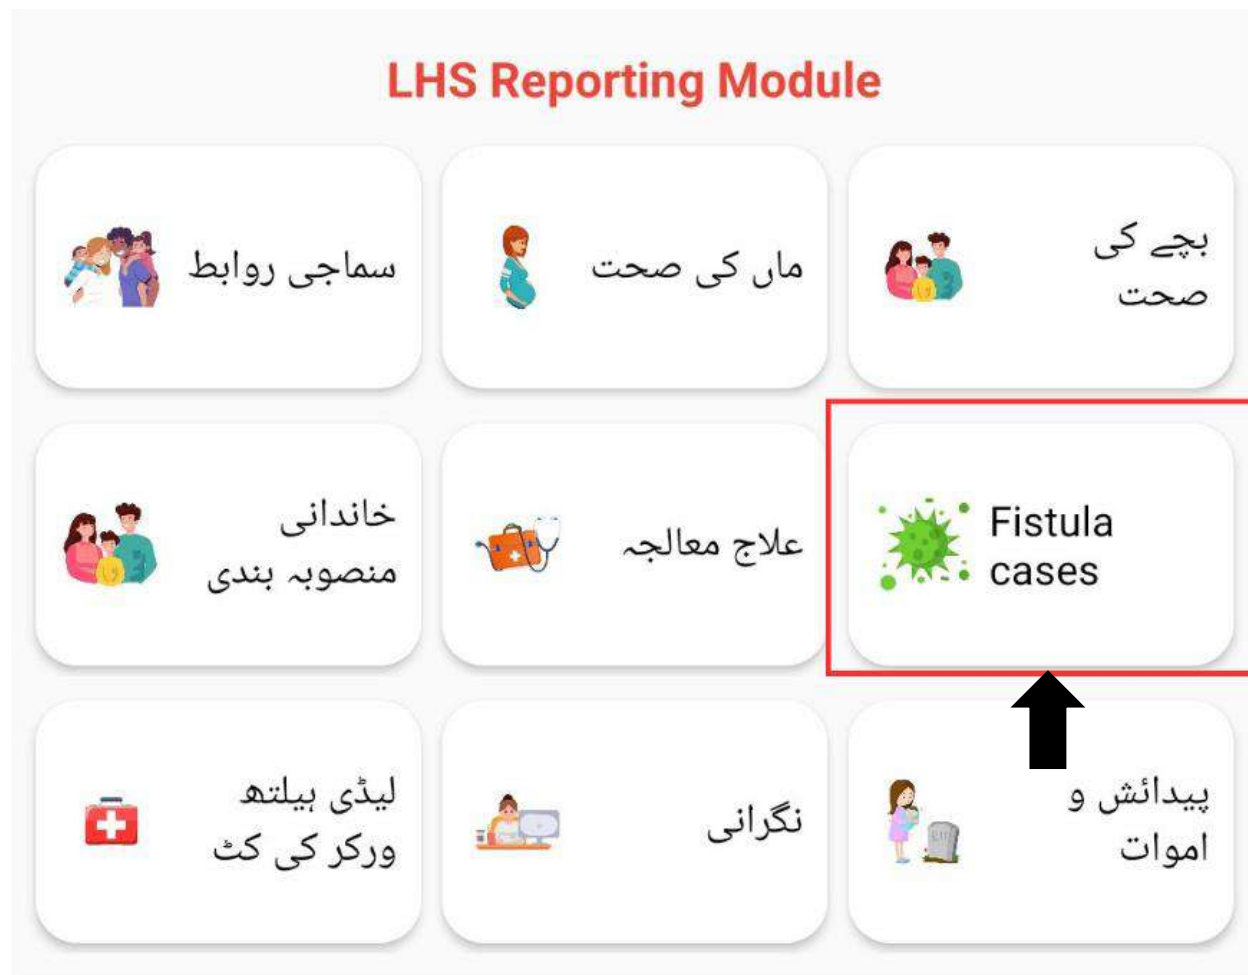 LHS Reporting Module
سماجی روابط
ماں کی صحت
بچے کی
صحت
خاندانی
منصوبہ بندی
علاج معالجہ
Fistula
cases
لیڈی ہیلتھ
ورکر کی کٹ
نگرانی
پیدائش و
اموات